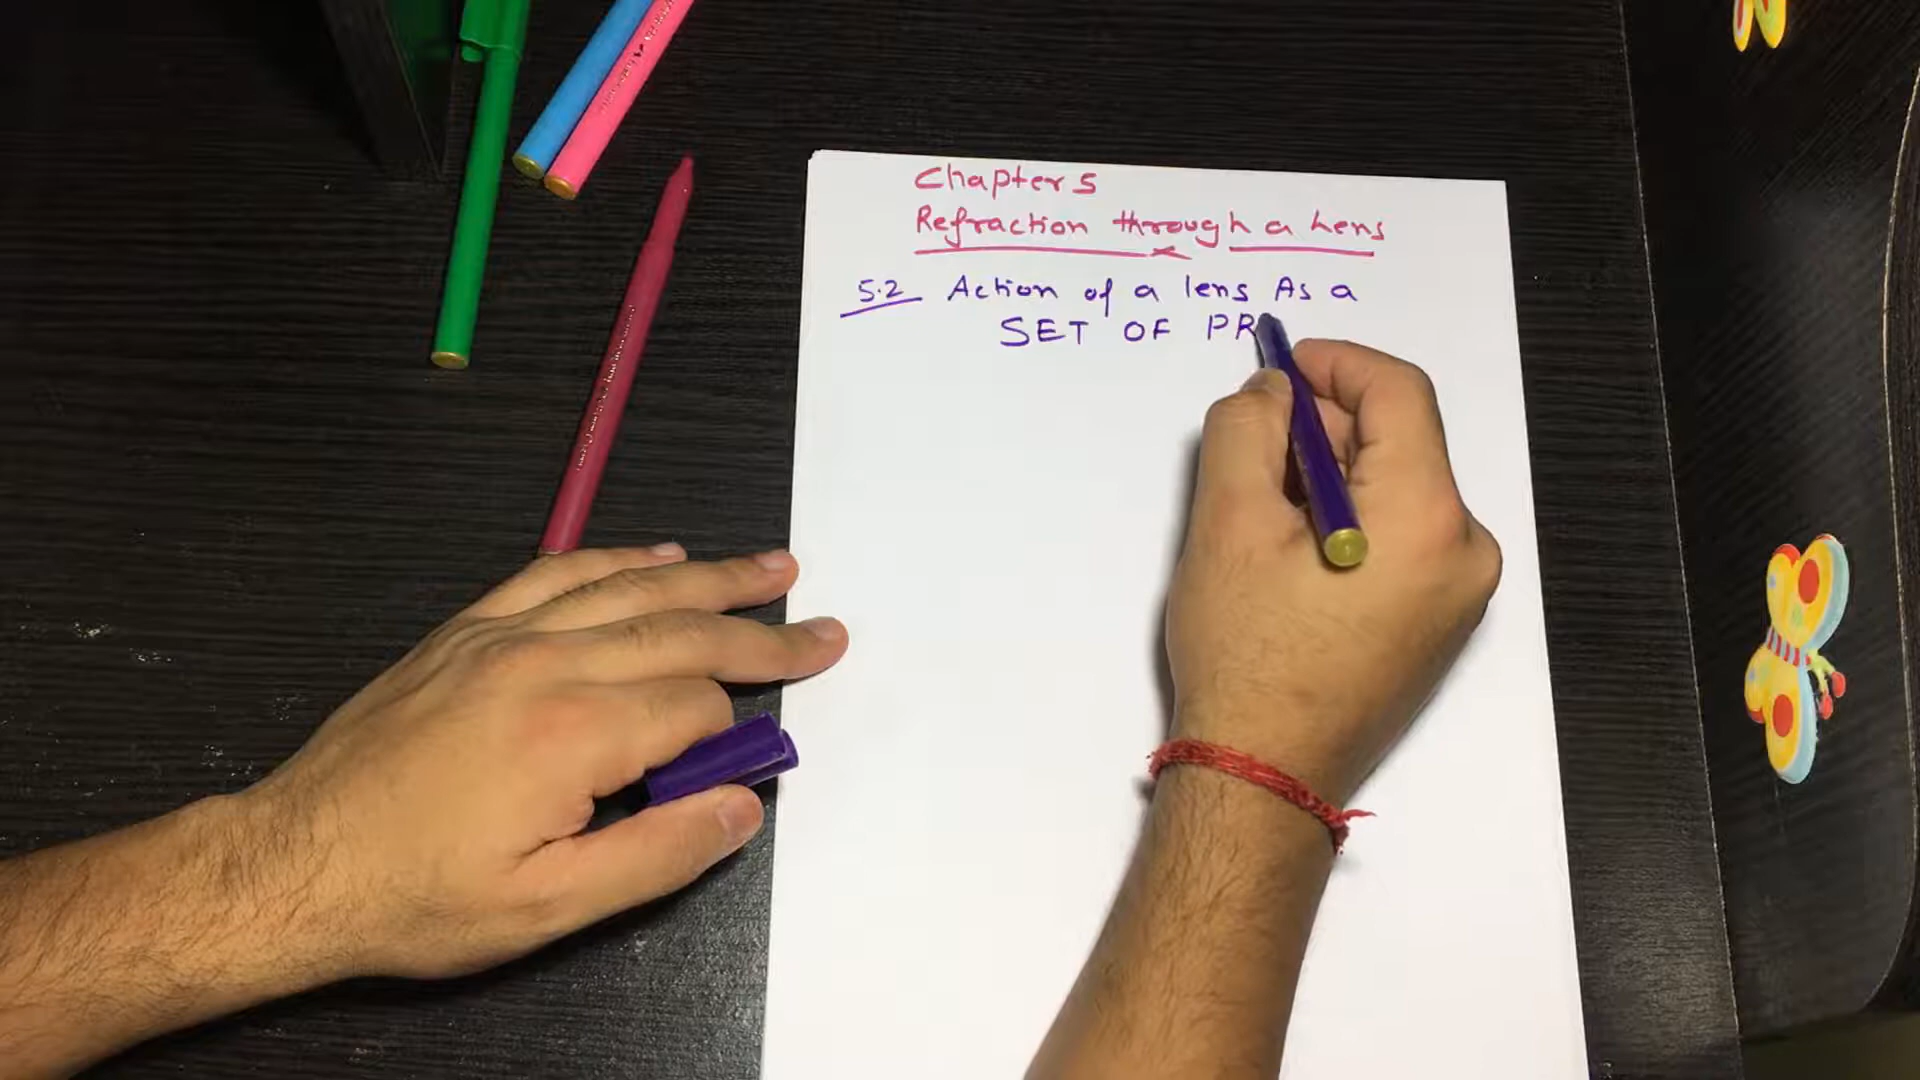 Chapter 5
Refraction through a Lens
5.2 Action of a lens As a
SET OF PR